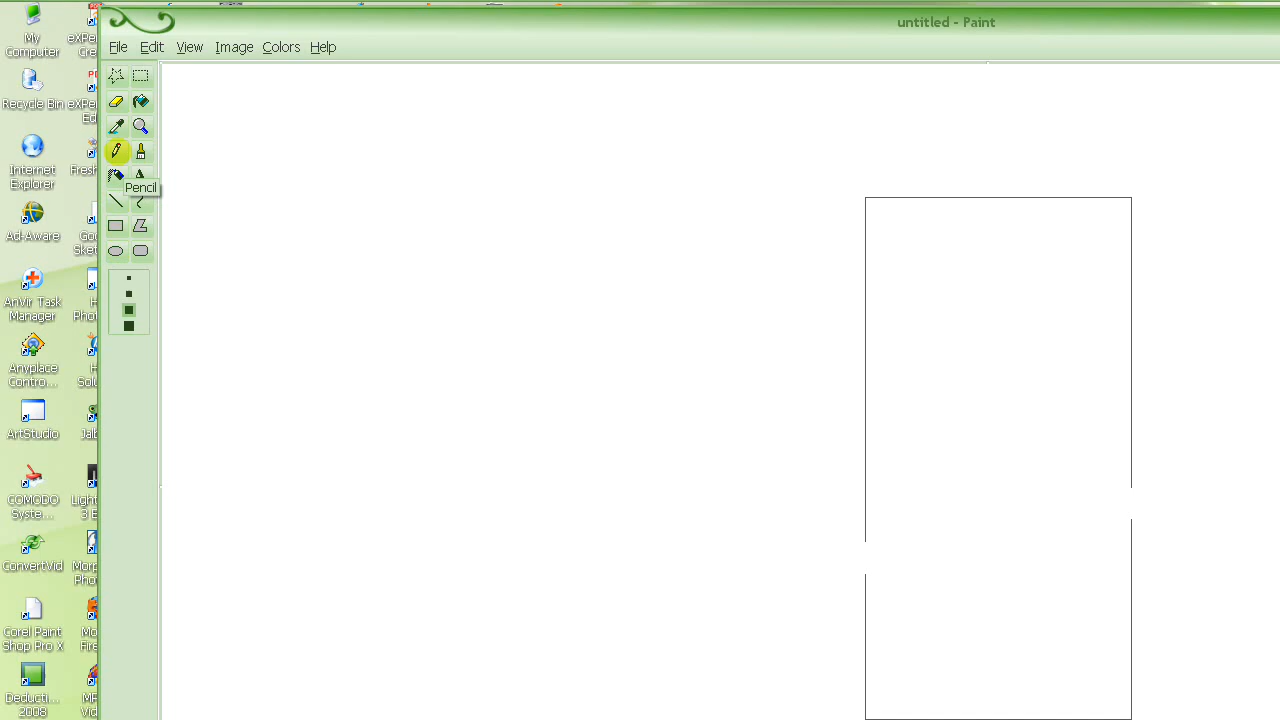 untitled - Paint
File Edit View Image Colors Help
My
Computer
Recycle Bin
Internet
Explorer
Ad-Aware
AnVir Task
Manager
Anyplace
Contro...
ArtStudio
COMODO
Syste...
ConvertVid
Corel Paint
Shop Pro X
Deducti...
2008
Pencil